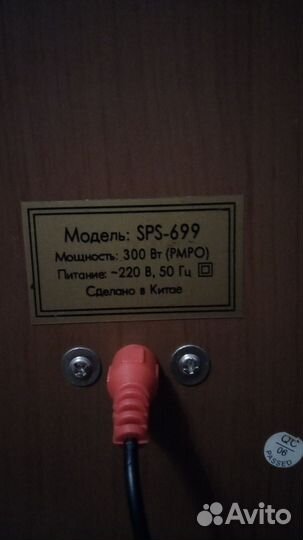 Модель: SPS-699
Мощность: 300 Вт (PMPO)
Питание: ~220 В, 50 Гц
Сделано в Китае
QC
06
PASSED
Avito